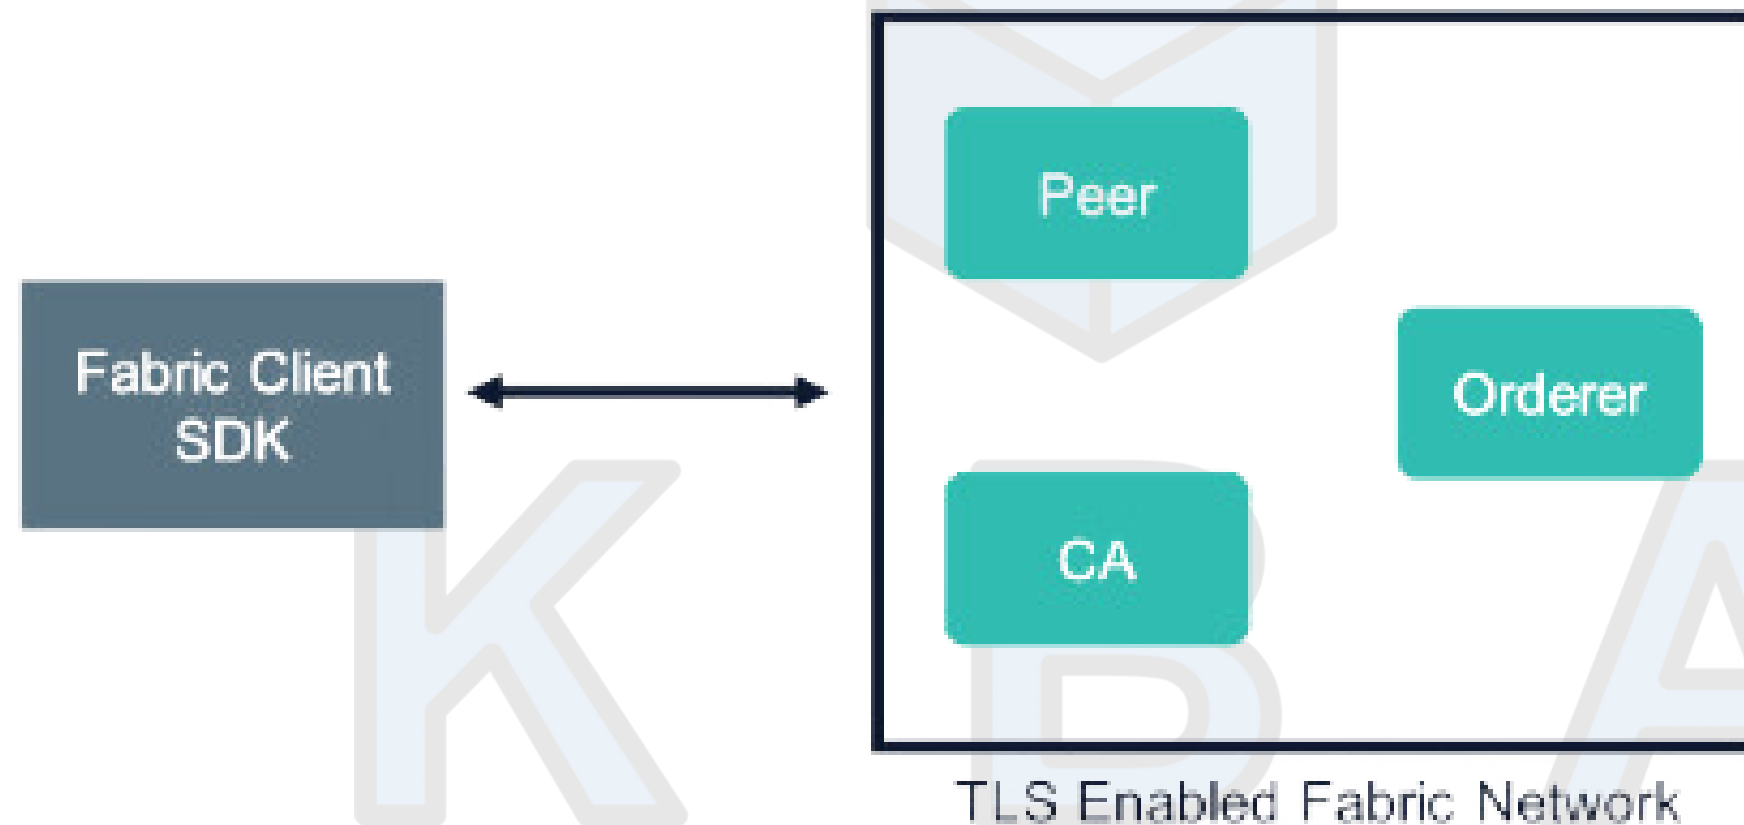 Peer
Fabric Client
SDK
Orderer
CA
TLS Enabled Fabric Network
K B A